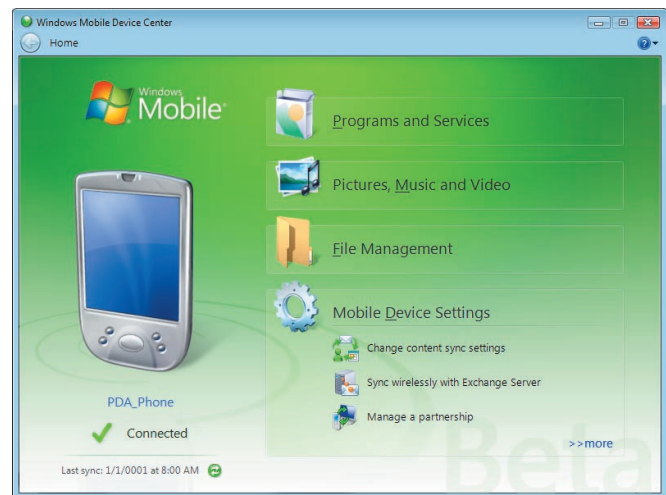 Windows Mobile Device Center
Home
Windows
Mobile
Programs and Services
Pictures, Music and Video
File Management
Mobile Device Settings
Change content sync settings
Sync wirelessly with Exchange Server
Manage a partnership
>>more
PDA_Phone
Connected
Last sync: 1/1/0001 at 8:00 AM
Beta